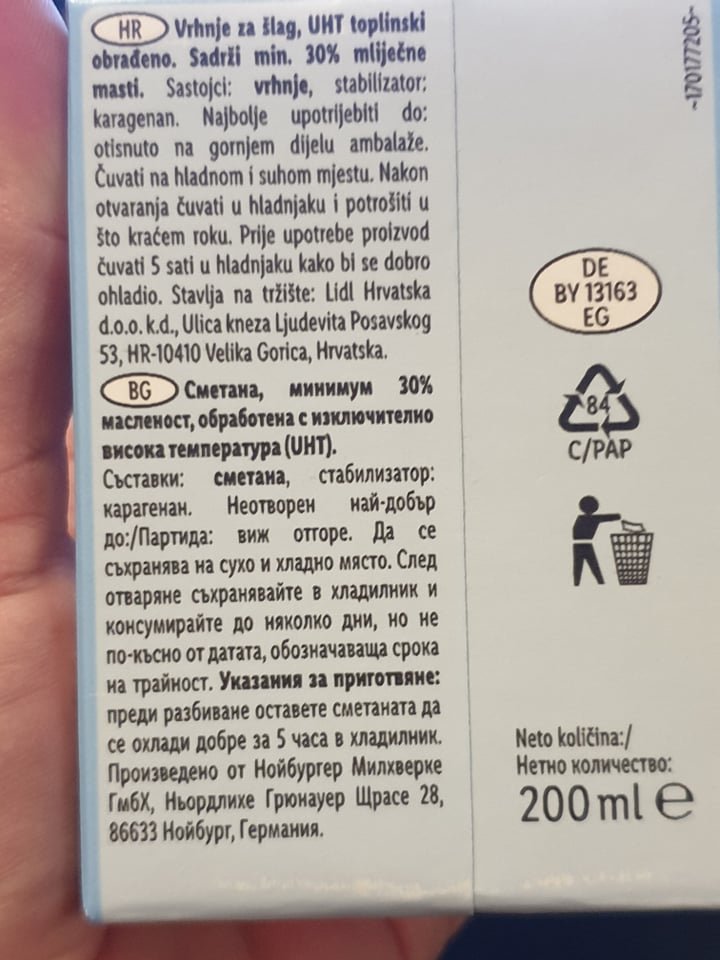 HR Vrhnje za šlag, UHT toplinski
obrađeno. Sadrži min. 30% mliječne
masti. Sastojci: vrhnje, stabilizator:
karagenan. Najbolje upotrijebiti do:
otisnuto na gornjem dijelu ambalaže.
Čuvati na hladnom i suhom mjestu. Nakon
otvaranja čuvati u hladnjaku i potrošiti u
što kraćem roku. Prije upotrebe proizvod
čuvati 5 sati u hladnjaku kako bi se dobro
ohladio. Stavlja na tržište: Lidl Hrvatska
d.o.o. k.d., Ulica kneza Ljudevita Posavskog
53, HR-10410 Velika Gorica, Hrvatska.
BG Сметана, минимум 30%
масленост, обработена с изключително
висока температура (UHT).
Съставки: сметана, стабилизатор:
карагенан. Неотворен най-добър
до:/Партида: виж отгоре. Да се
съхранява на сухо и хладно място. След
отваряне съхранявайте в хладилник и
консумирайте до няколко дни, но не
по-късно от датата, обозначаваща срока
на трайност. Указания за приготвяне:
преди разбиване оставете сметаната да
се охлади добре за 5 часа в хладилник.
Произведено от Нойбургер Милхверке
ГмбХ, Ньордлихе Грюнауер Щрасе 28,
86633 Нойбург, Германия.
-170177205-
DE
BY 13163
EG
84
C/PAP
Neto količina:/
Нетно количество:
200 ml e